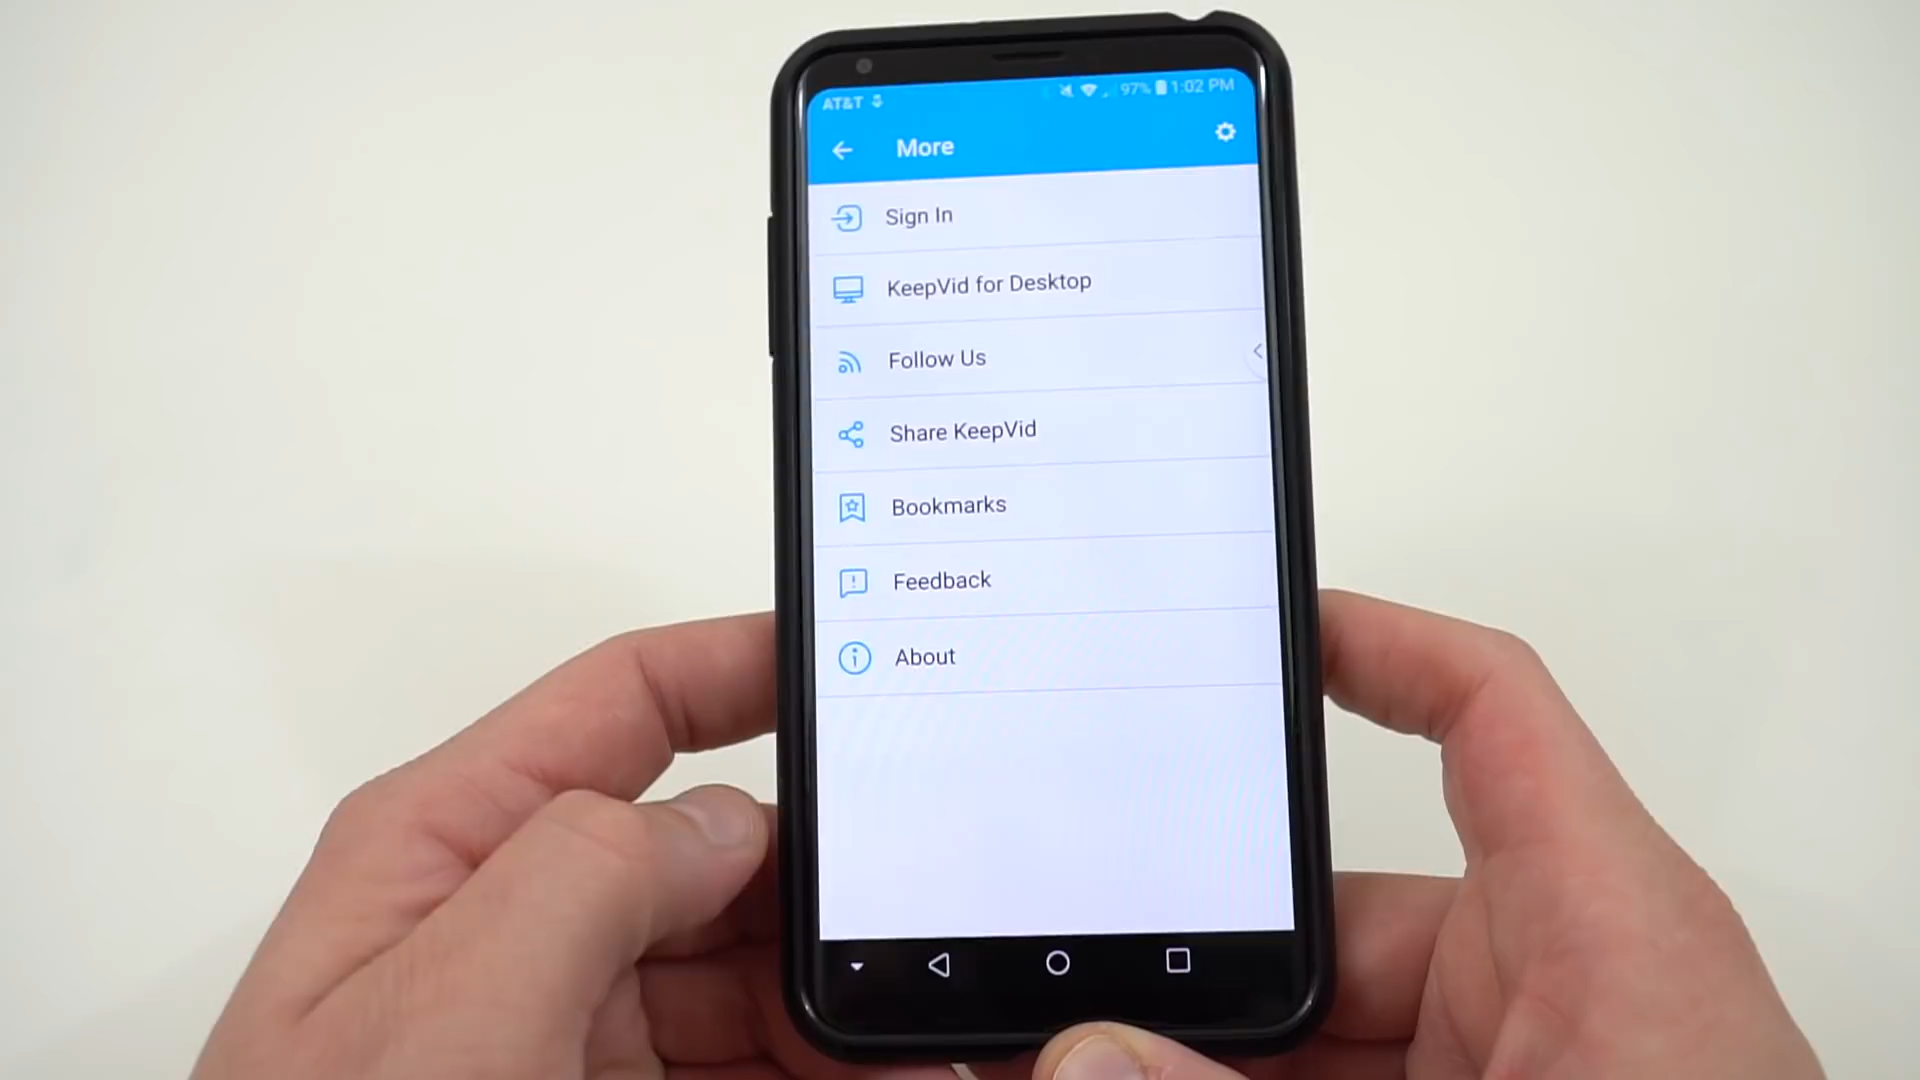 AT&T 97% 1:02 PM
More
Sign In
KeepVid for Desktop
Follow Us
Share KeepVid
Bookmarks
Feedback
About